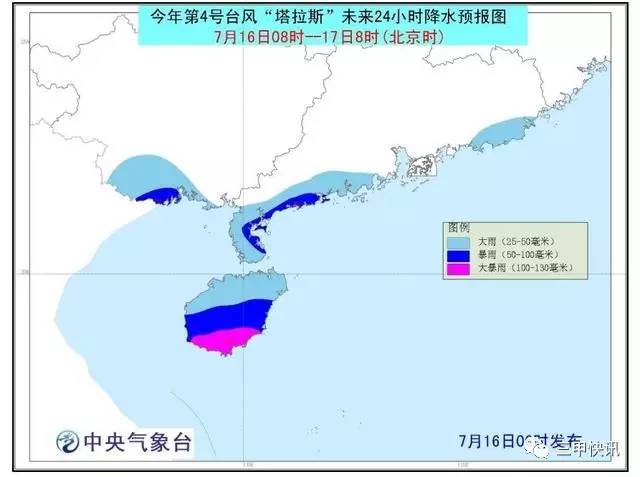 今年第4号台风“塔拉斯”未来24小时降水预报图
7月16日08时--17日8时(北京时)
图例
大雨(25-50毫米)
暴雨(50-100毫米)
大暴雨(100-130毫米)
中央气象台
7月16日06时发布
三甲快讯